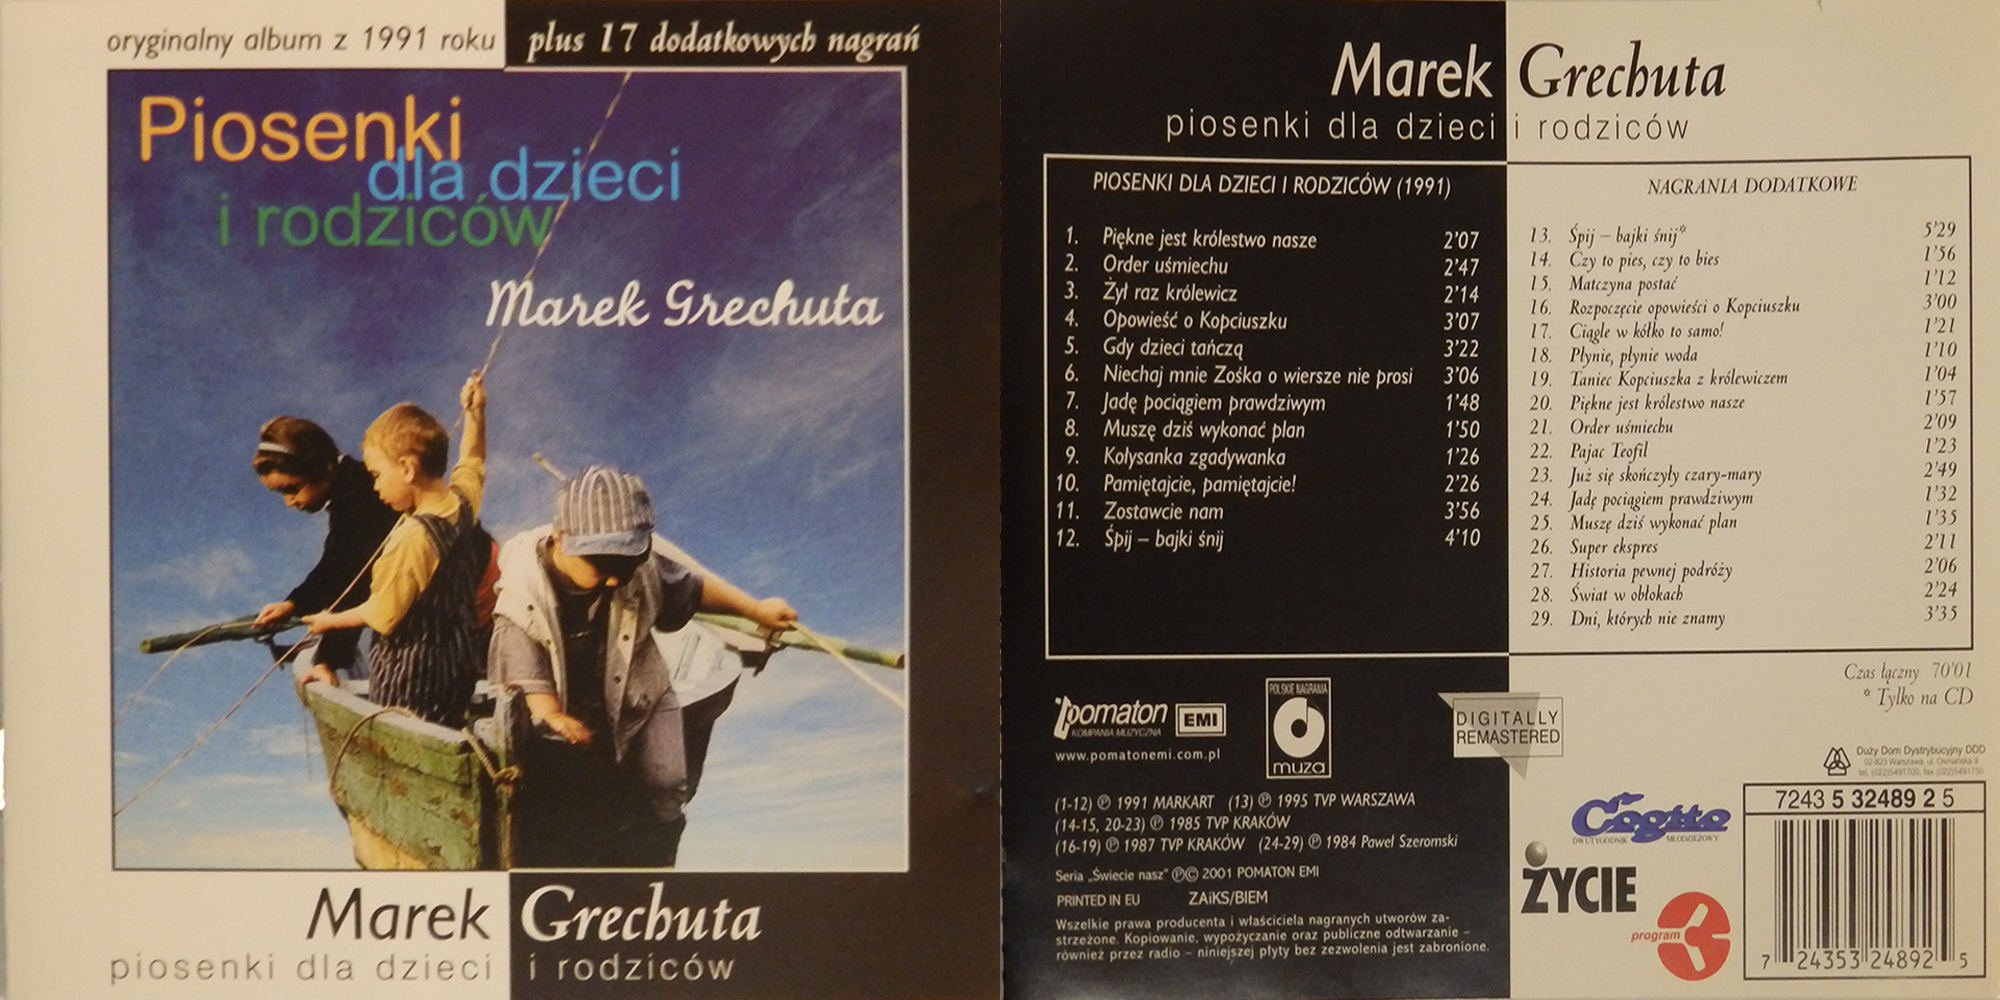 oryginalny album z 1991 roku plus 17 dodatkowych nagrań
Piosenki
dla dzieci
i rodziców
Marek Grechuta
Marek Grechuta
piosenki dla dzieci i rodziców
Marek Grechuta
piosenki dla dzieci i rodziców
PIOSENKI DLA DZIECI I RODZICÓW (1991)
1. Piękne jest królestwo nasze 2'07
2. Order uśmiechu 2'47
3. Żył raz królewicz 2'14
4. Opowieść o Kopciuszku 3'07
5. Gdy dzieci tańczą 3'22
6. Niechaj mnie Zośka o wiersze nie prosi 3'06
7. Jadę pociągiem prawdziwym 1'48
8. Muszę dziś wykonać plan 1'50
9. Kołysanka zgadywanka 1'26
10. Pamiętajcie, pamiętajcie! 2'26
11. Zostawcie nam 3'56
12. Śpij – bajki śnij 4'10
NAGRANIA DODATKOWE
13. Śpij – bajki śnij* 5'29
14. Czy to pies, czy to bies 1'56
15. Matczyna postać 1'12
16. Rozpoczęcie opowieści o Kopciuszku 3'00
17. Ciągle w kółko to samo! 1'21
18. Płynie, płynie woda 1'10
19. Taniec Kopciuszka z królewiczem 1'04
20. Piękne jest królestwo nasze 1'57
21. Order uśmiechu 2'09
22. Pajac Teofil 1'23
23. Już się skończyły czary-mary 2'49
24. Jadę pociągiem prawdziwym 1'32
25. Muszę dziś wykonać plan 1'35
26. Super ekspres 2'11
27. Historia pewnej podróży 2'06
28. Świat w obłokach 2'24
29. Dni, których nie znamy 3'35
Czas łączny 70'01
* Tylko na CD
pomaton EMI
KOMPANIA MUZYCZNA
www.pomatonemi.com.pl
POLSKIE NAGRANIA
muza
DIGITALLY
REMASTERED
(1-12) ℗ 1991 MARKART (13) ℗ 1995 TVP WARSZAWA
(14-15, 20-23) ℗ 1985 TVP KRAKÓW
(16-19) ℗ 1987 TVP KRAKÓW (24-29) ℗ 1984 Paweł Szeromski
Seria „Świecie nasz" ℗© 2001 POMATON EMI
PRINTED IN EU ZAiKS/BIEM
Wszelkie prawa producenta i właściciela nagranych utworów za-
strzeżone. Kopiowanie, wypożyczanie oraz publiczne odtwarzanie –
również przez radio – niniejszej płyty bez zezwolenia jest zabronione.
Duży Dom Dystrybucyjny DDD
02-823 Warszawa, ul. Osmańska 9
tel. (022)5491700, fax (022)5491750
Cogito
DWUTYGODNIK MŁODZIEŻOWY
ŻYCIE
program
7243 5 32489 2 5
7 24353 24892 5